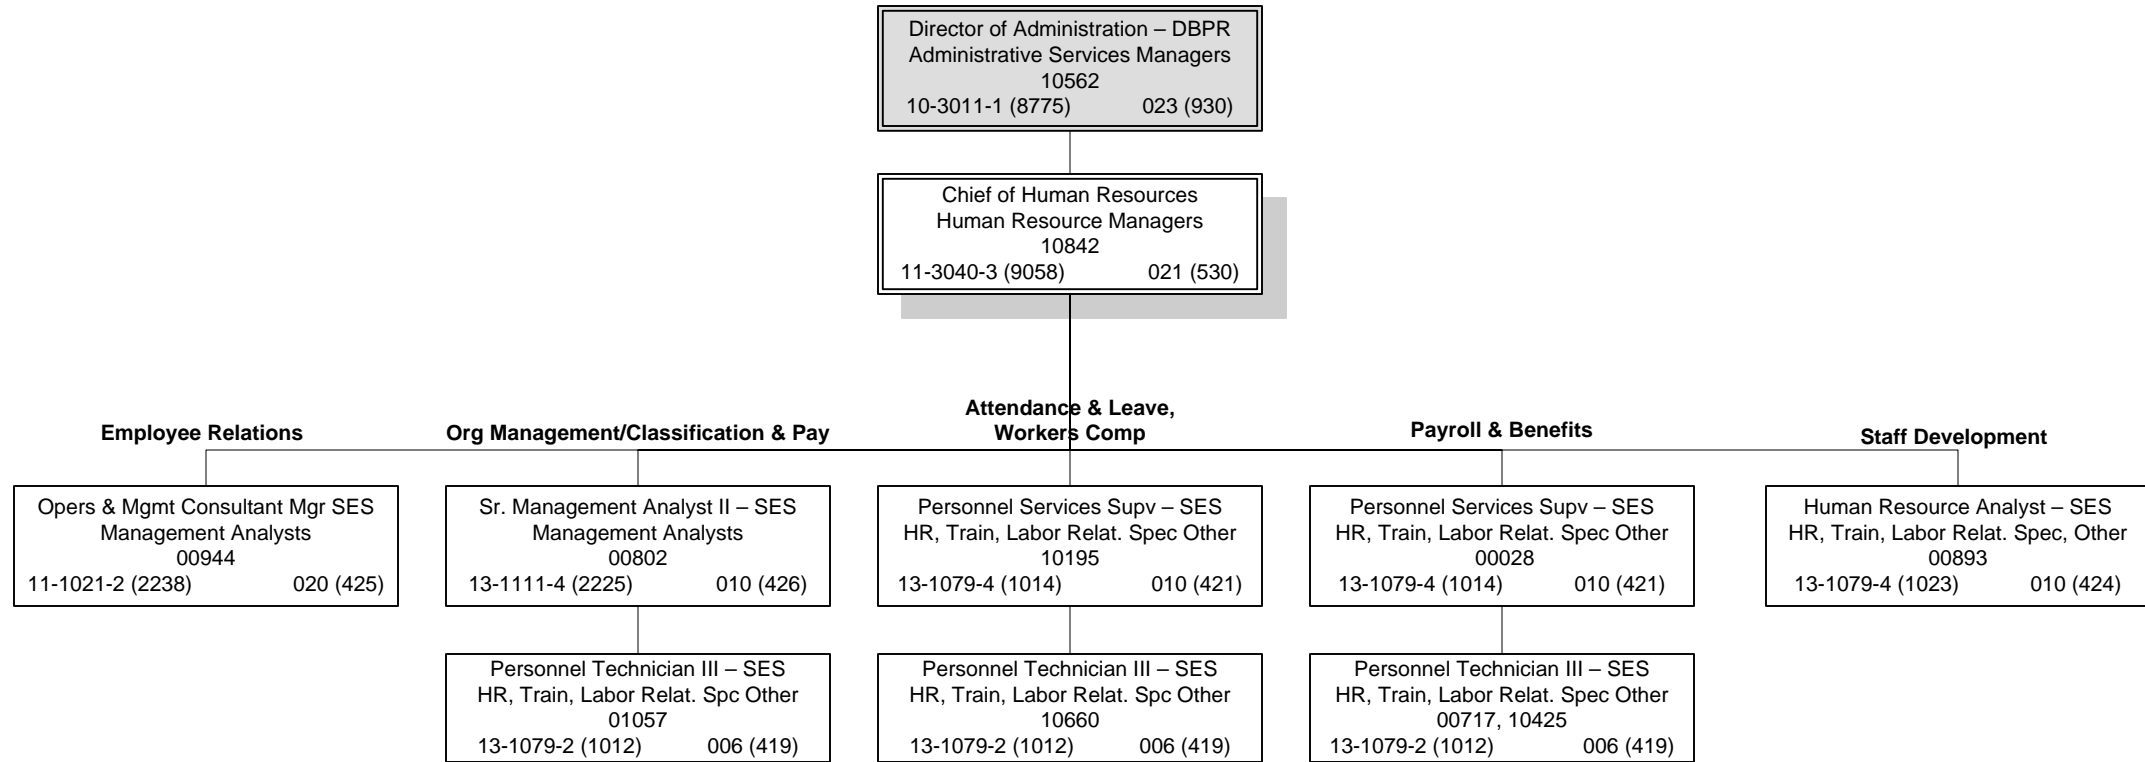 Director of Administration – DBPR
Administrative Services Managers
10562
10-3011-1 (8775) 023 (930)
Chief of Human Resources
Human Resource Managers
10842
11-3040-3 (9058) 021 (530)
Employee Relations
Org Management/Classification & Pay
Attendance & Leave,
Workers Comp
Payroll & Benefits
Staff Development
Opers & Mgmt Consultant Mgr SES
Management Analysts
00944
11-1021-2 (2238) 020 (425)
Sr. Management Analyst II – SES
Management Analysts
00802
13-1111-4 (2225) 010 (426)
Personnel Services Supv – SES
HR, Train, Labor Relat. Spec Other
10195
13-1079-4 (1014) 010 (421)
Personnel Services Supv – SES
HR, Train, Labor Relat. Spec Other
00028
13-1079-4 (1014) 010 (421)
Human Resource Analyst – SES
HR, Train, Labor Relat. Spec, Other
00893
13-1079-4 (1023) 010 (424)
Personnel Technician III – SES
HR, Train, Labor Relat. Spc Other
01057
13-1079-2 (1012) 006 (419)
Personnel Technician III – SES
HR, Train, Labor Relat. Spc Other
10660
13-1079-2 (1012) 006 (419)
Personnel Technician III – SES
HR, Train, Labor Relat. Spec Other
00717, 10425
13-1079-2 (1012) 006 (419)